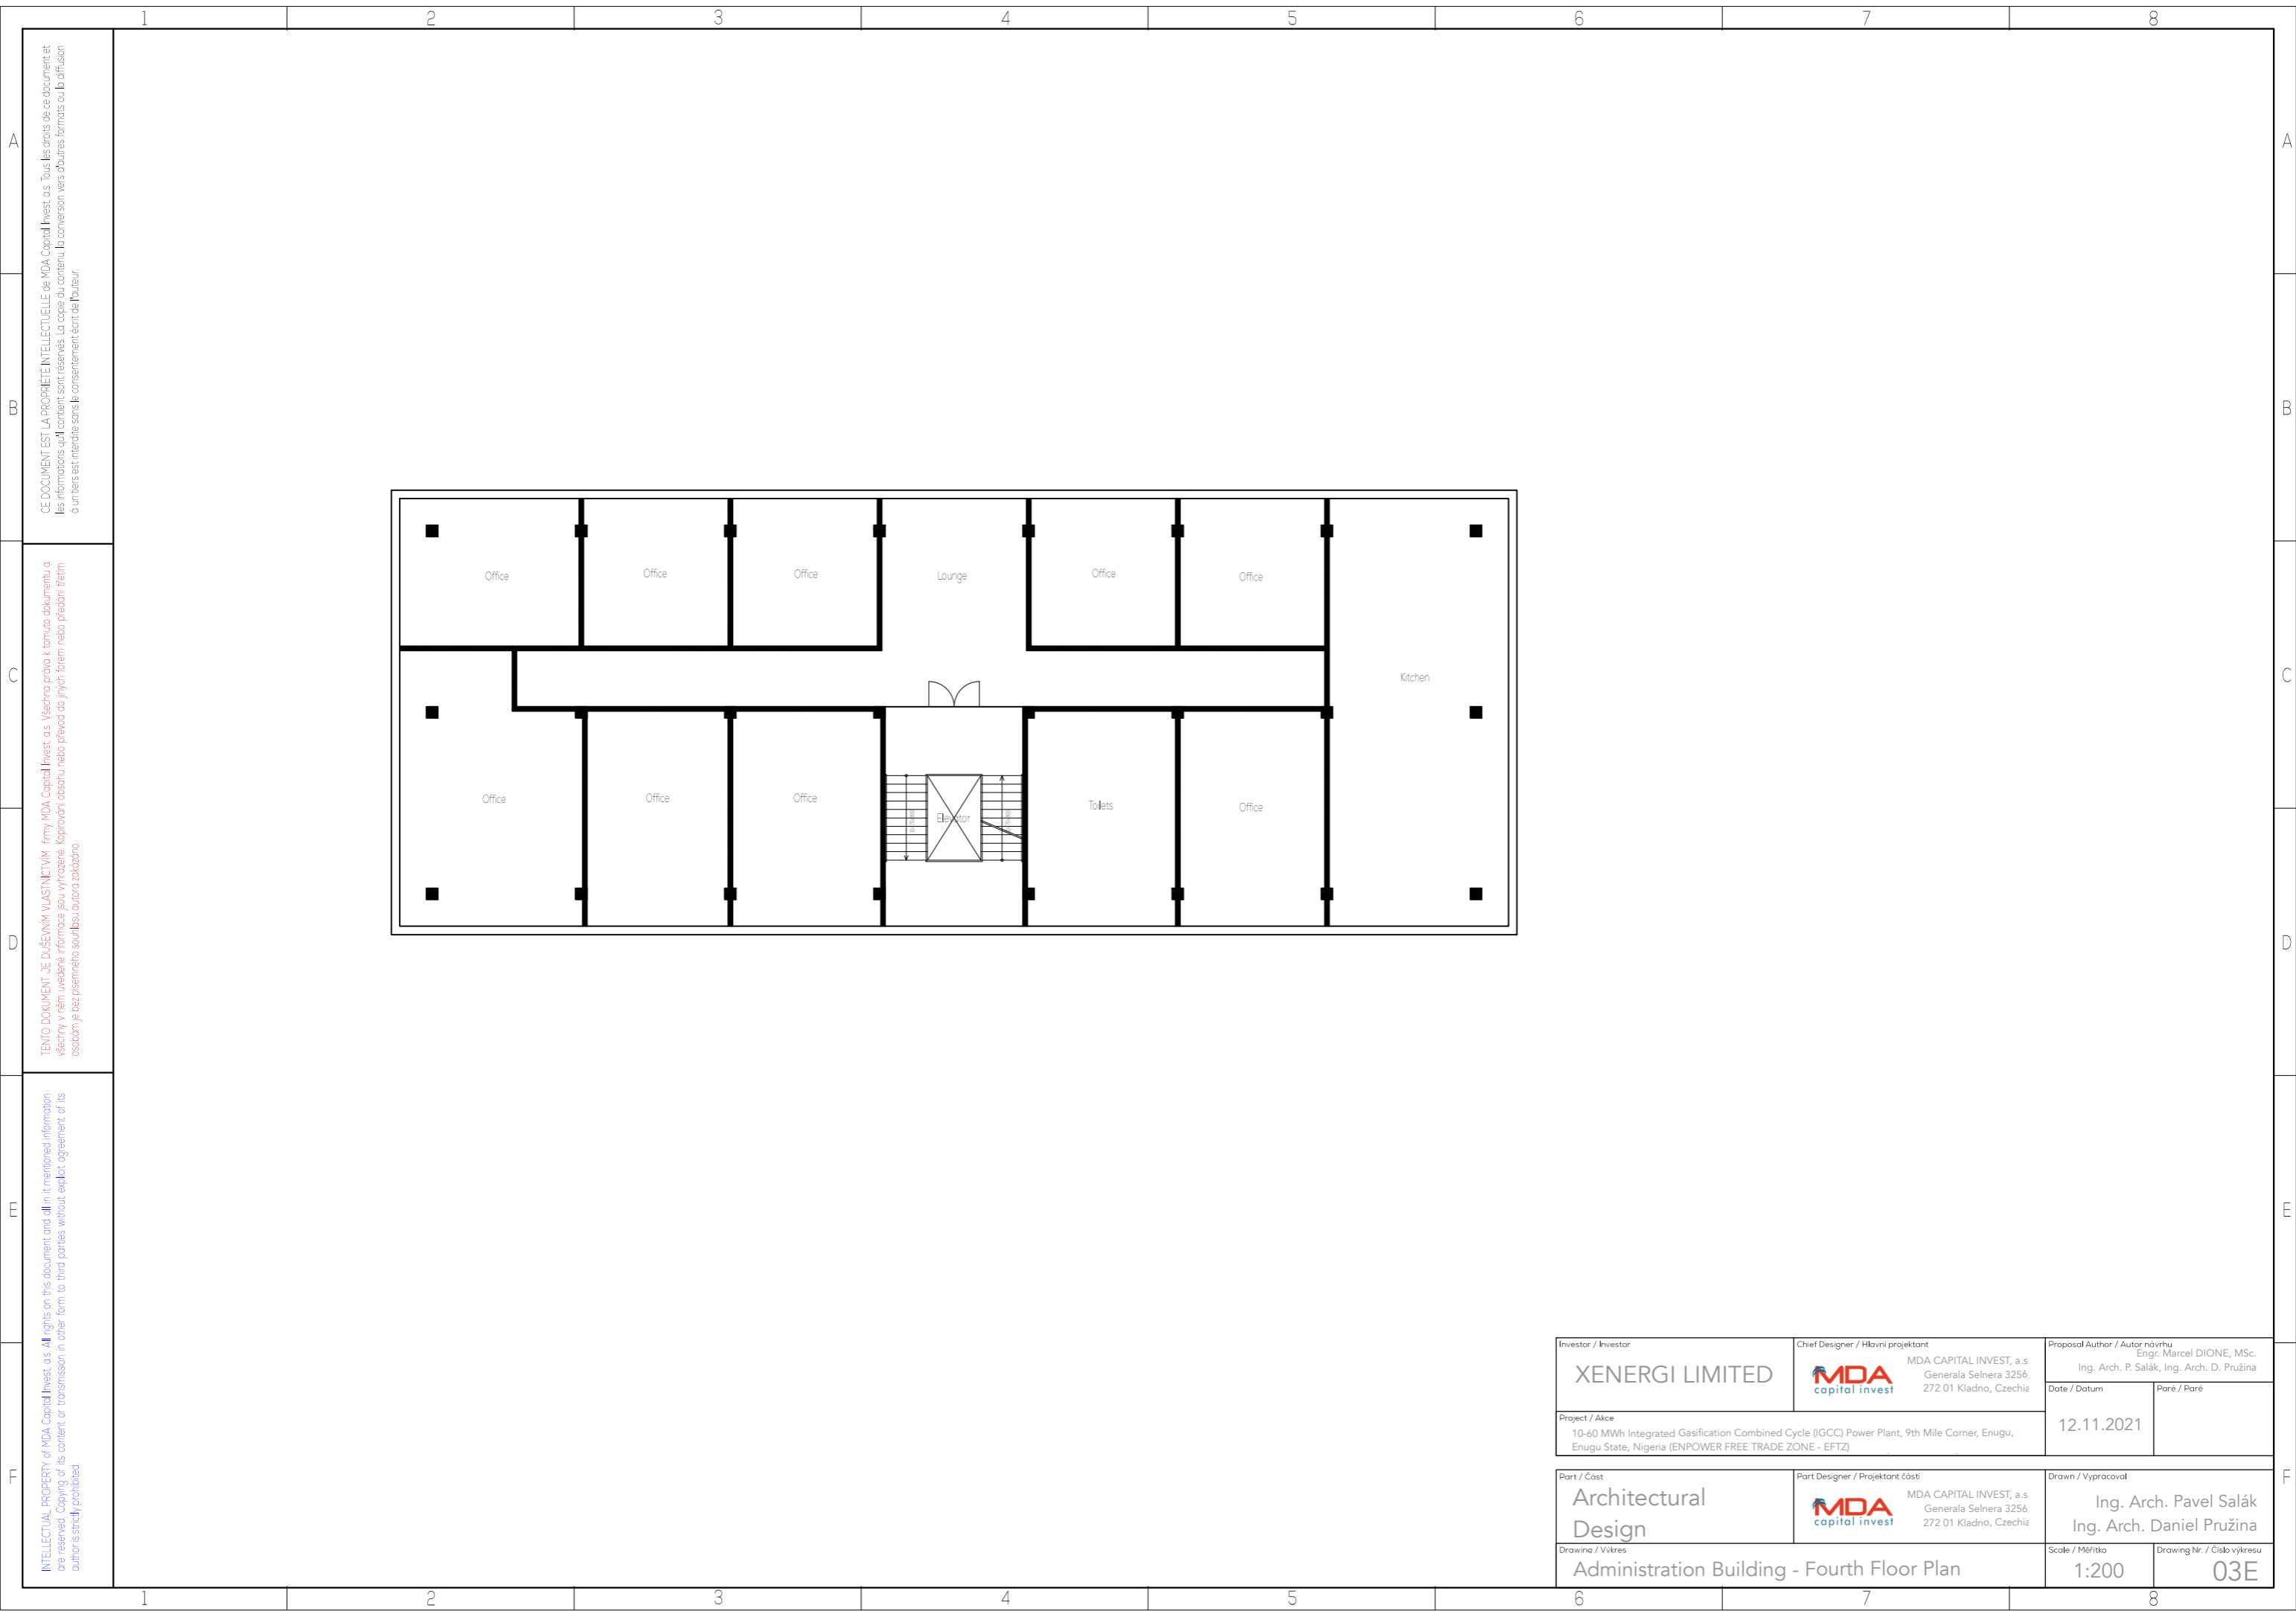 1 2 3 4 5 6 7 8
A A
B B
C C
D D
E E
F F
CE DOCUMENT EST LA PROPRIÉTÉ INTELLECTUELLE de MDA Capital Invest, a.s. Tous les droits de ce document et
les informations qu'il contient sont réservés. La copie du contenu, la conversion vers d'autres formats ou la diffusion
à un tiers est interdite sans le consentement écrit de l'auteur.
TENTO DOKUMENT JE DUŠEVNÍM VLASTNICTVÍM firmy MDA Capital Invest, a.s. Všechna práva k tomuto dokumentu a
všechny v něm uvedené informace jsou vyhrazené. Kopírování obsahu nebo převod do jiných forem nebo předání třetím
osobám je bez písemného souhlasu autora zakázáno.
INTELLECTUAL PROPERTY of MDA Capital Invest, a.s. All rights on this document and all in it mentioned information
are reserved. Copying of its content or transmission in other form to third parties without explicit agreement of its
author is strictly prohibited.
Office
Office
Office
Lounge
Office
Office
Kitchen
Office
Office
Office
Elevator
Toilets
Office
Investor / Investor
XENERGI LIMITED
Chief Designer / Hlavní projektant
MDA
capital invest
MDA CAPITAL INVEST, a.s.
Generala Selnera 3256
272 01 Kladno, Czechia
Proposal Author / Autor návrhu
Engr. Marcel DIONE, MSc.
Ing. Arch. P. Salák, Ing. Arch. D. Pružina
Date / Datum
12.11.2021
Paré / Paré
Project / Akce
10-60 MWh Integrated Gasification Combined Cycle (IGCC) Power Plant, 9th Mile Corner, Enugu,
Enugu State, Nigeria (ENPOWER FREE TRADE ZONE - EFTZ)
Part / Část
Architectural
Design
Part Designer / Projektant části
MDA
capital invest
MDA CAPITAL INVEST, a.s.
Generala Selnera 3256
272 01 Kladno, Czechia
Drawn / Vypracoval
Ing. Arch. Pavel Salák
Ing. Arch. Daniel Pružina
Drawing / Výkres
Administration Building - Fourth Floor Plan
Scale / Měřítko
1:200
Drawing Nr. / Číslo výkresu
03E
1 2 3 4 5 6 7 8